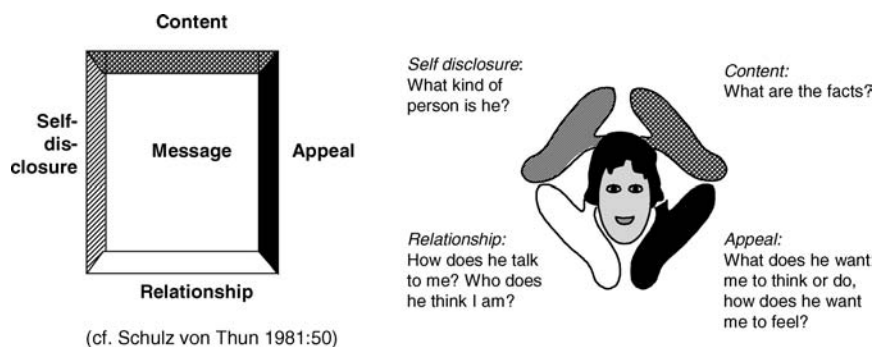 Content
Self-
dis-
closure
Message
Appeal
Relationship
(cf. Schulz von Thun 1981:50)
Self disclosure:
What kind of
person is he?
Content:
What are the facts?
Relationship:
How does he talk
to me? Who does
he think I am?
Appeal:
What does he want
me to think or do,
how does he want
me to feel?